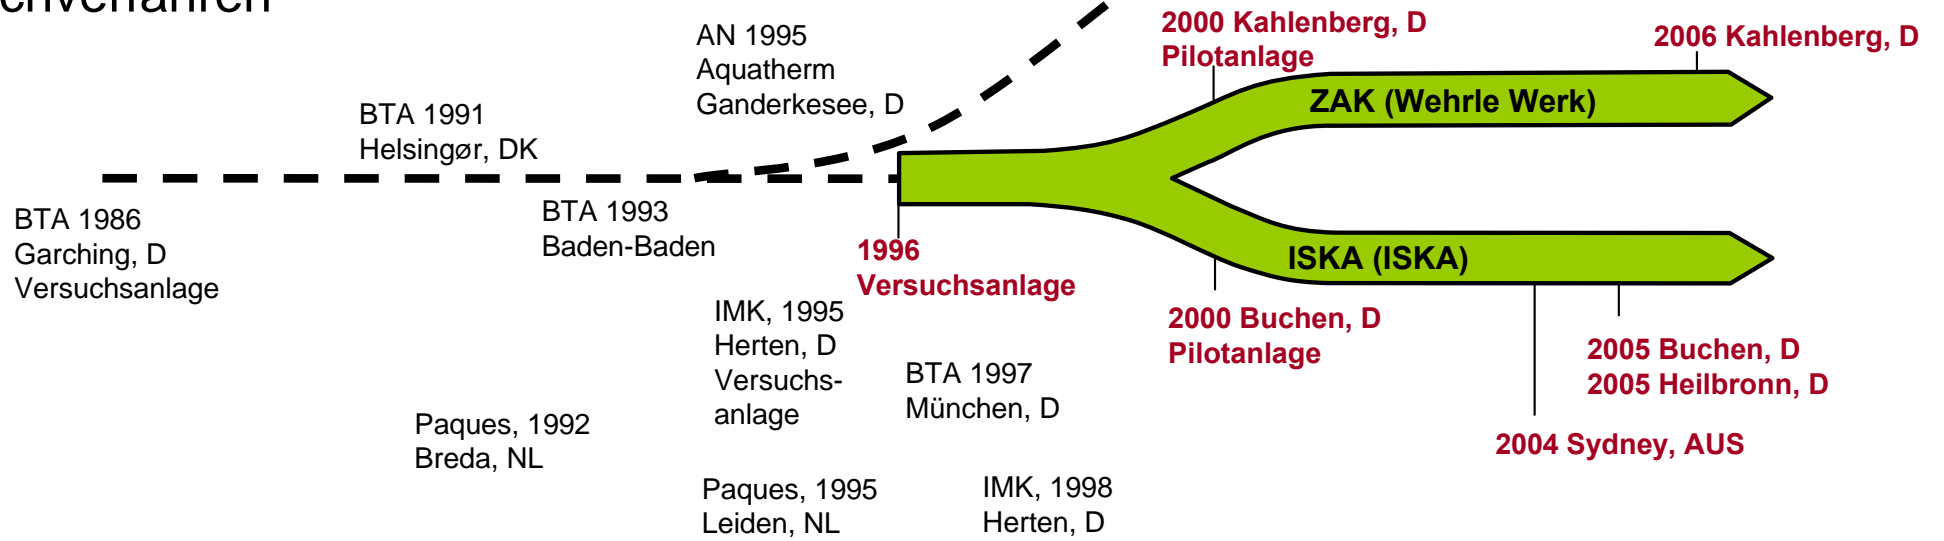 AN 1995
Aquatherm
Ganderkesee, D
2000 Kahlenberg, D
Pilotanlage
2006 Kahlenberg, D
ZAK (Wehrle Werk)
BTA 1991
Helsingør, DK
BTA 1986
Garching, D
Versuchsanlage
BTA 1993
Baden-Baden
1996
Versuchsanlage
ISKA (ISKA)
IMK, 1995
Herten, D
Versuchs-
anlage
BTA 1997
München, D
2000 Buchen, D
Pilotanlage
2005 Buchen, D
2005 Heilbronn, D
2004 Sydney, AUS
Paques, 1992
Breda, NL
Paques, 1995
Leiden, NL
IMK, 1998
Herten, D